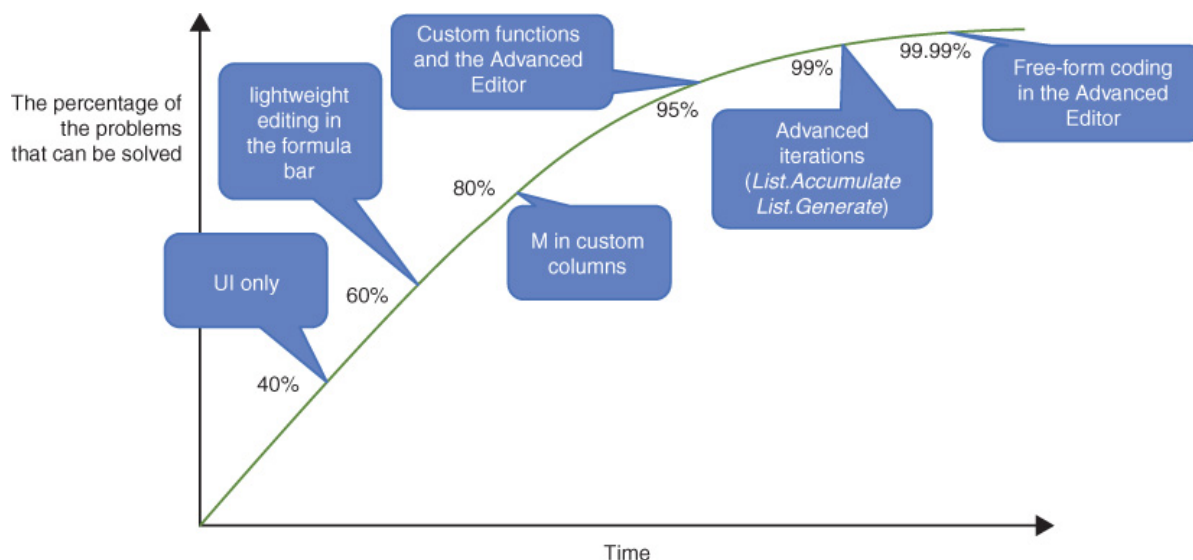 The percentage of
the problems
that can be solved
UI only
40%
lightweight
editing in
the formula
bar
60%
80%
M in custom
columns
Custom functions
and the Advanced
Editor
95%
99%
Advanced
iterations
(List.Accumulate
List.Generate)
99.99%
Free-form coding
in the Advanced
Editor
Time